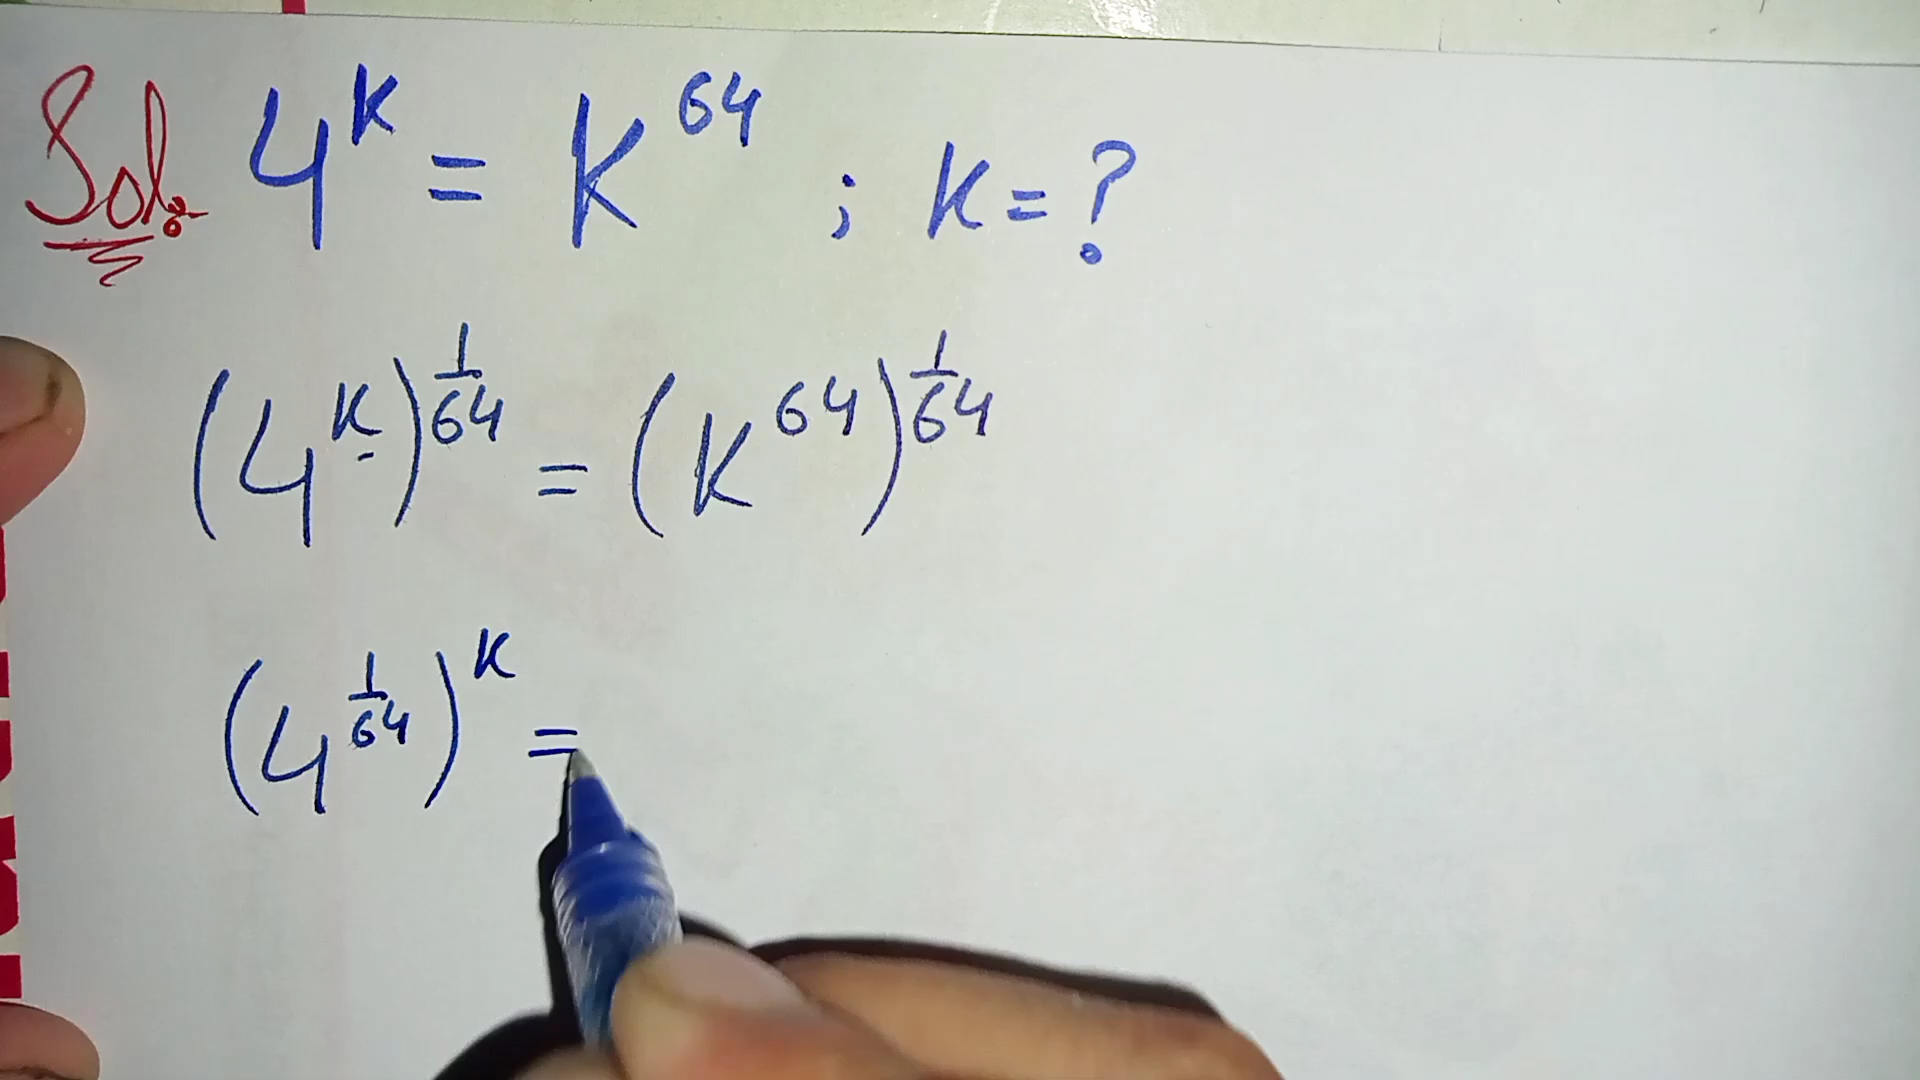 Sol: 4^k = k^64 ; k = ?
(4^k)^(1/64) = (k^64)^(1/64)
(4^(1/64))^k =